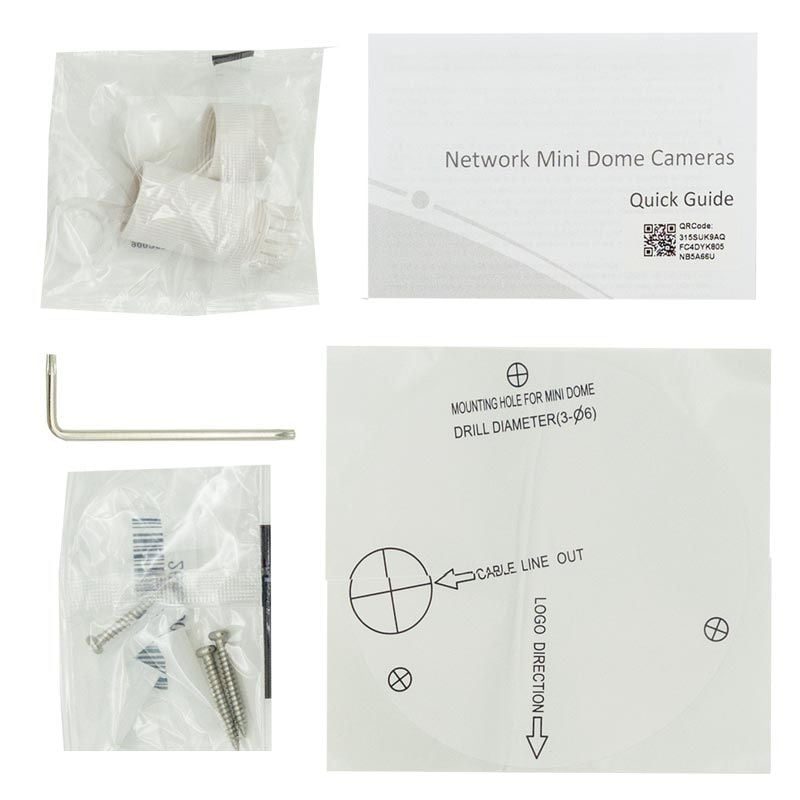 Network Mini Dome Cameras
Quick Guide
QRCode:
315SUK9AQ
FC4DYK605
NB5A66U
MOUNTING HOLE FOR MINI DOME
DRILL DIAMETER(3-Ø6)
CABLE LINE OUT
LOGO DIRECTION